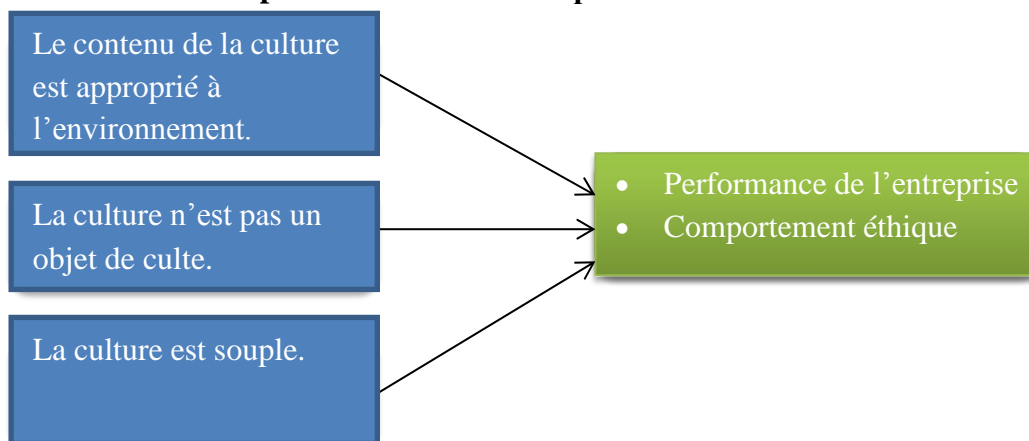 Le contenu de la culture
est approprié à
l’environnement.
La culture n’est pas un
objet de culte.
La culture est souple.
• Performance de l’entreprise
• Comportement éthique